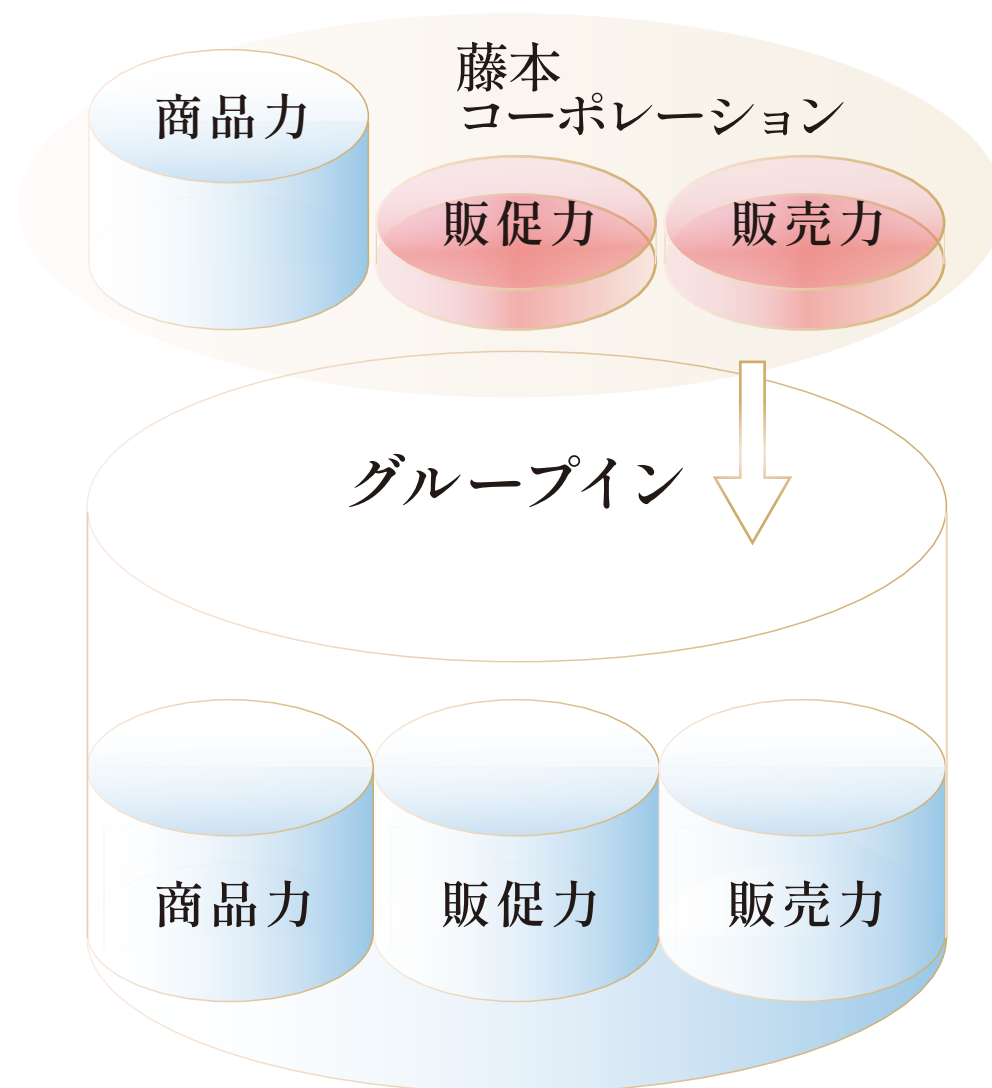 藤本
コーポレーション
商品力
販促力
販売力
グループイン
商品力
販促力
販売力